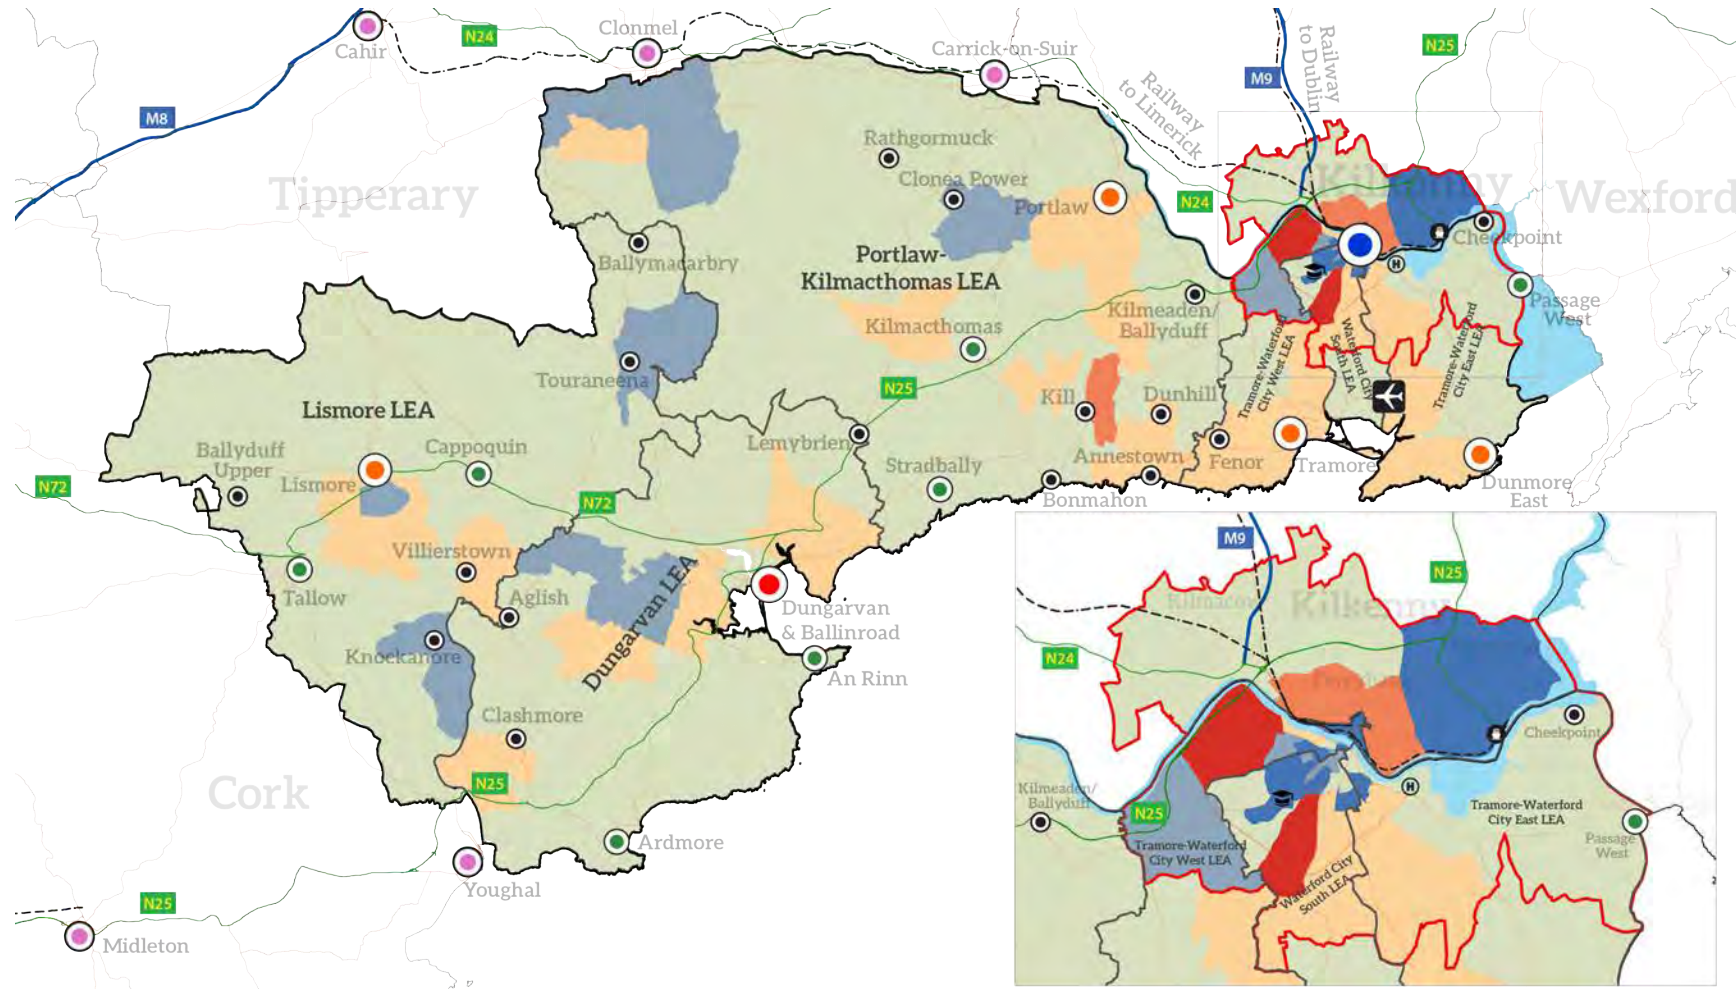 Cahir
N24
Clonmel
Carrick-on-Suir
N25
M8
M9
Railway
to Dublin
Railway
to Limerick
Tipperary
Rathgormuck
Clonea Power
Portlaw
N24
Kilkenny
Wexford
Cheekpoint
H
Ballymacarbry
Portlaw-
Kilmacthomas LEA
Kilmeaden/
Ballyduff
Passage
West
Kilmacthomas
Tramore-Waterford
City West LEA
Waterford City
South LEA
Tramore-Waterford
City East LEA
Touraneena
N25
Kill
Dunhill
Lismore LEA
Ballyduff
Upper
Cappoquin
Lemybrien
Stradbally
Annestown
Fenor
Tramore
Lismore
N72
N72
Bonmahon
Dunmore
East
Villierstown
Tallow
Aglish
Dungarvan LEA
Dungarvan
& Ballinroad
Knockanore
An Rinn
Clashmore
Cork
N25
Ardmore
Youghal
N25
Midleton
M9
N25
Kilmacow
Kilkenny
N24
Cheekpoint
Kilmeaden/
Ballyduff
N25
H
Tramore-Waterford
City East LEA
Tramore-Waterford
City West LEA
Passage
West
Waterford City
South LEA